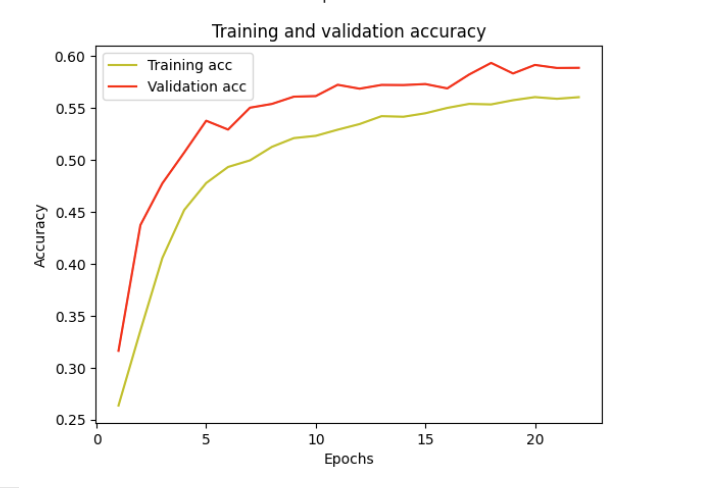 Training and validation accuracy
Training acc
Validation acc
0.60
0.55
0.50
0.45
0.40
0.35
0.30
0.25
Accuracy
0 5 10 15 20
Epochs